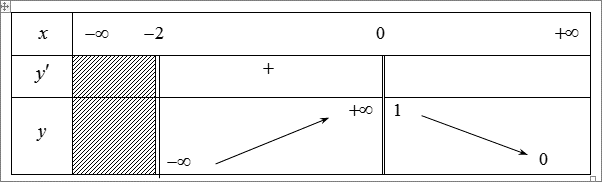 x −∞ −2 0 +∞
y′ +
+∞ 1
y
−∞ 0